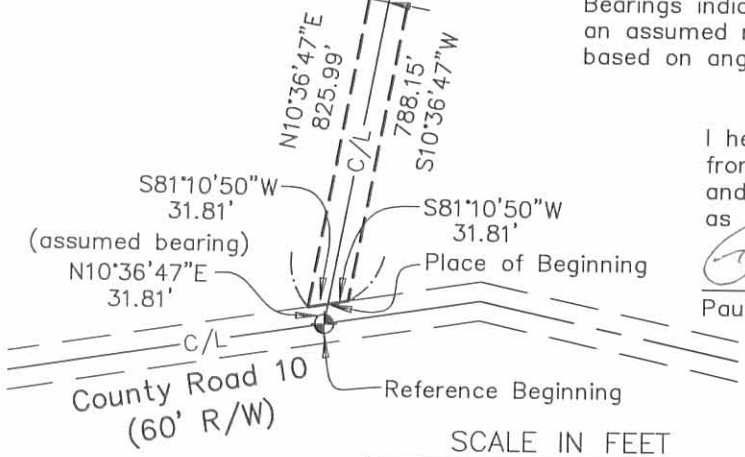 Bearings indic
an assumed
based on ang
N10°36'47"E
825.99'
788.15'
S10°36'47"W
C/L
I he
from
and
as
S81°10'50"W
31.81'
S81°10'50"W
31.81'
(assumed bearing)
N10°36'47"E
31.81'
Place of Beginning
Pau
C/L
County Road 10
(60' R/W)
Reference Beginning
SCALE IN FEET